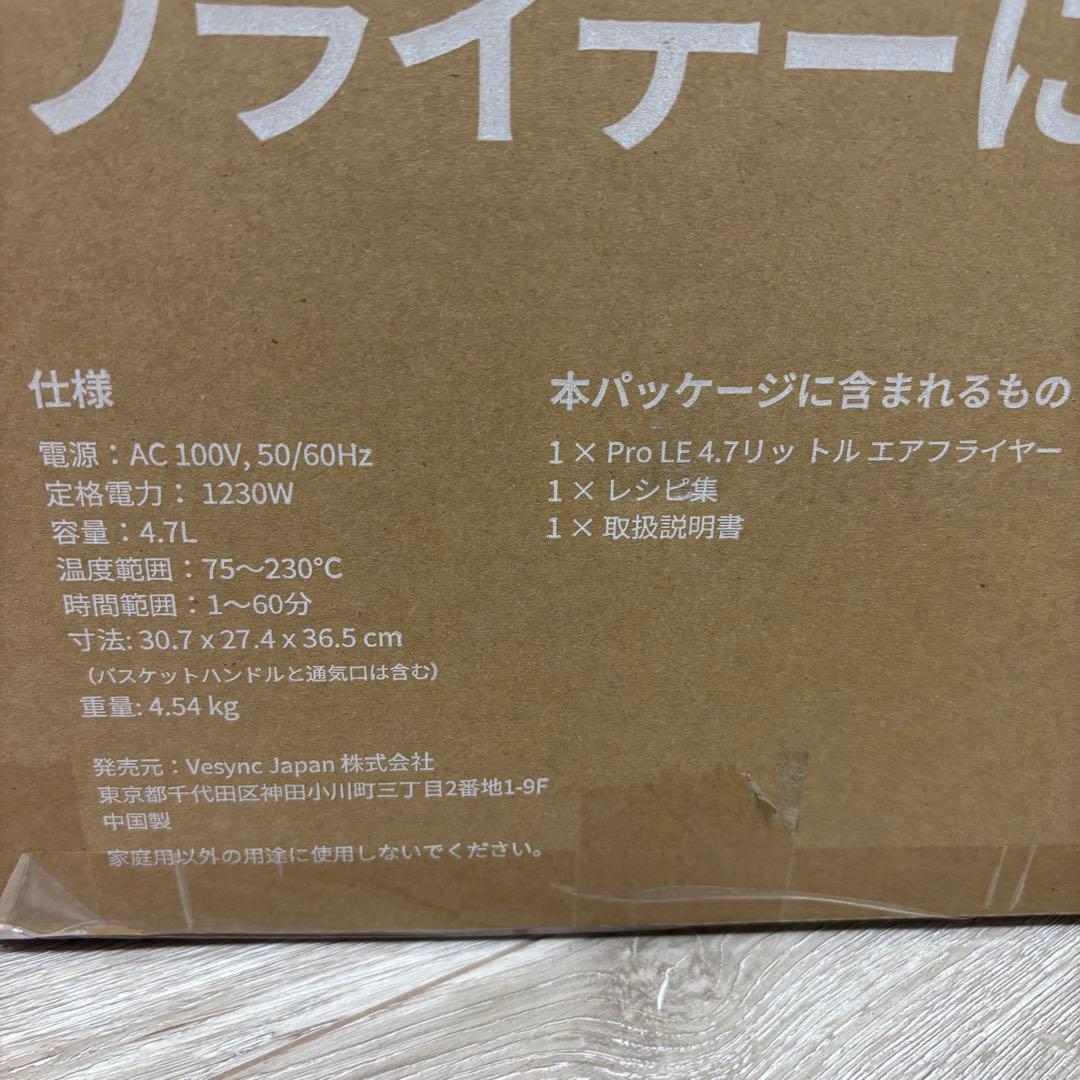 フライヤーに
仕様
電源：AC 100V, 50/60Hz
定格電力： 1230W
容量：4.7L
温度範囲：75～230℃
時間範囲：1～60分
寸法: 30.7 x 27.4 x 36.5 cm
（バスケットハンドルと通気口は含む）
重量: 4.54 kg
発売元：Vesync Japan 株式会社
東京都千代田区神田小川町三丁目2番地1-9F
中国製
家庭用以外の用途に使用しないでください。
本パッケージに含まれるもの
1 × Pro LE 4.7リットル エアフライヤー
1 × レシピ集
1 × 取扱説明書